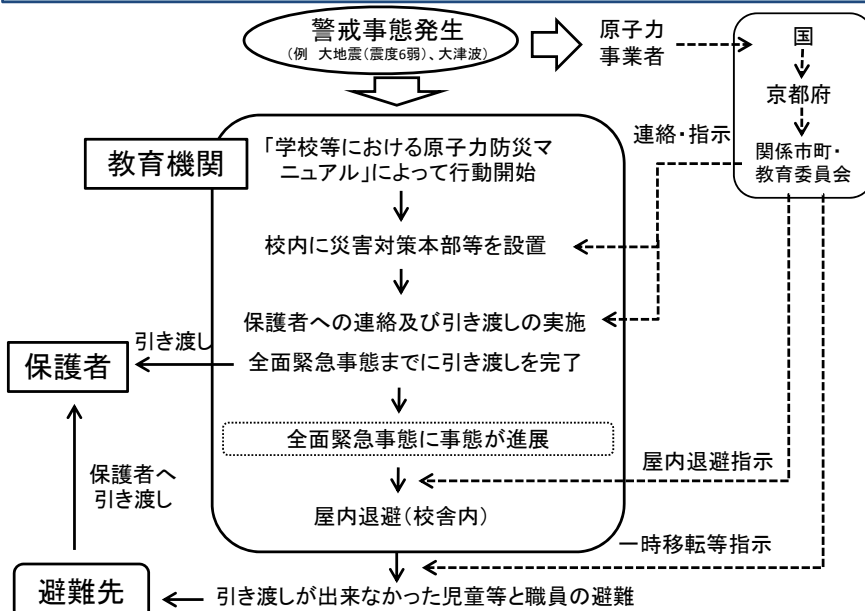 警戒事態発生
(例　大地震(震度6弱)、大津波)
原子力
事業者
国
京都府
関係市町・
教育委員会
連絡・指示
教育機関
「学校等における原子力防災マ
ニュアル」によって行動開始
校内に災害対策本部等を設置
保護者への連絡及び引き渡しの実施
引き渡し
保護者
全面緊急事態までに引き渡しを完了
全面緊急事態に事態が進展
屋内退避指示
保護者へ
引き渡し
屋内退避(校舎内)
一時移転等指示
避難先
引き渡しが出来なかった児童等と職員の避難